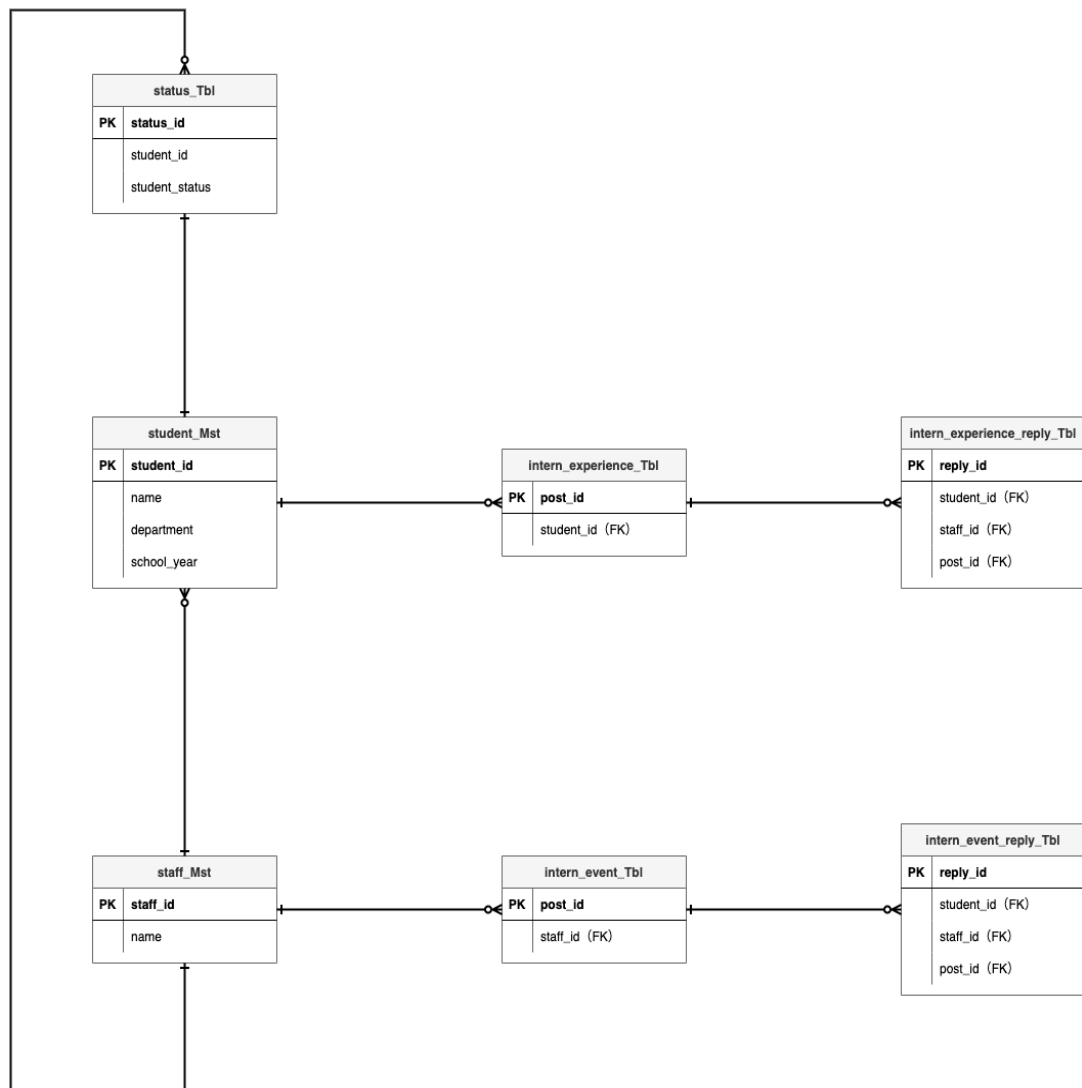 status_Tbl
PK status_id
student_id
student_status
student_Mst
PK student_id
name
department
school_year
intern_experience_Tbl
PK post_id
student_id（FK）
intern_experience_reply_Tbl
PK reply_id
student_id（FK）
staff_id（FK）
post_id（FK）
staff_Mst
PK staff_id
name
intern_event_Tbl
PK post_id
staff_id（FK）
intern_event_reply_Tbl
PK reply_id
student_id（FK）
staff_id（FK）
post_id（FK）